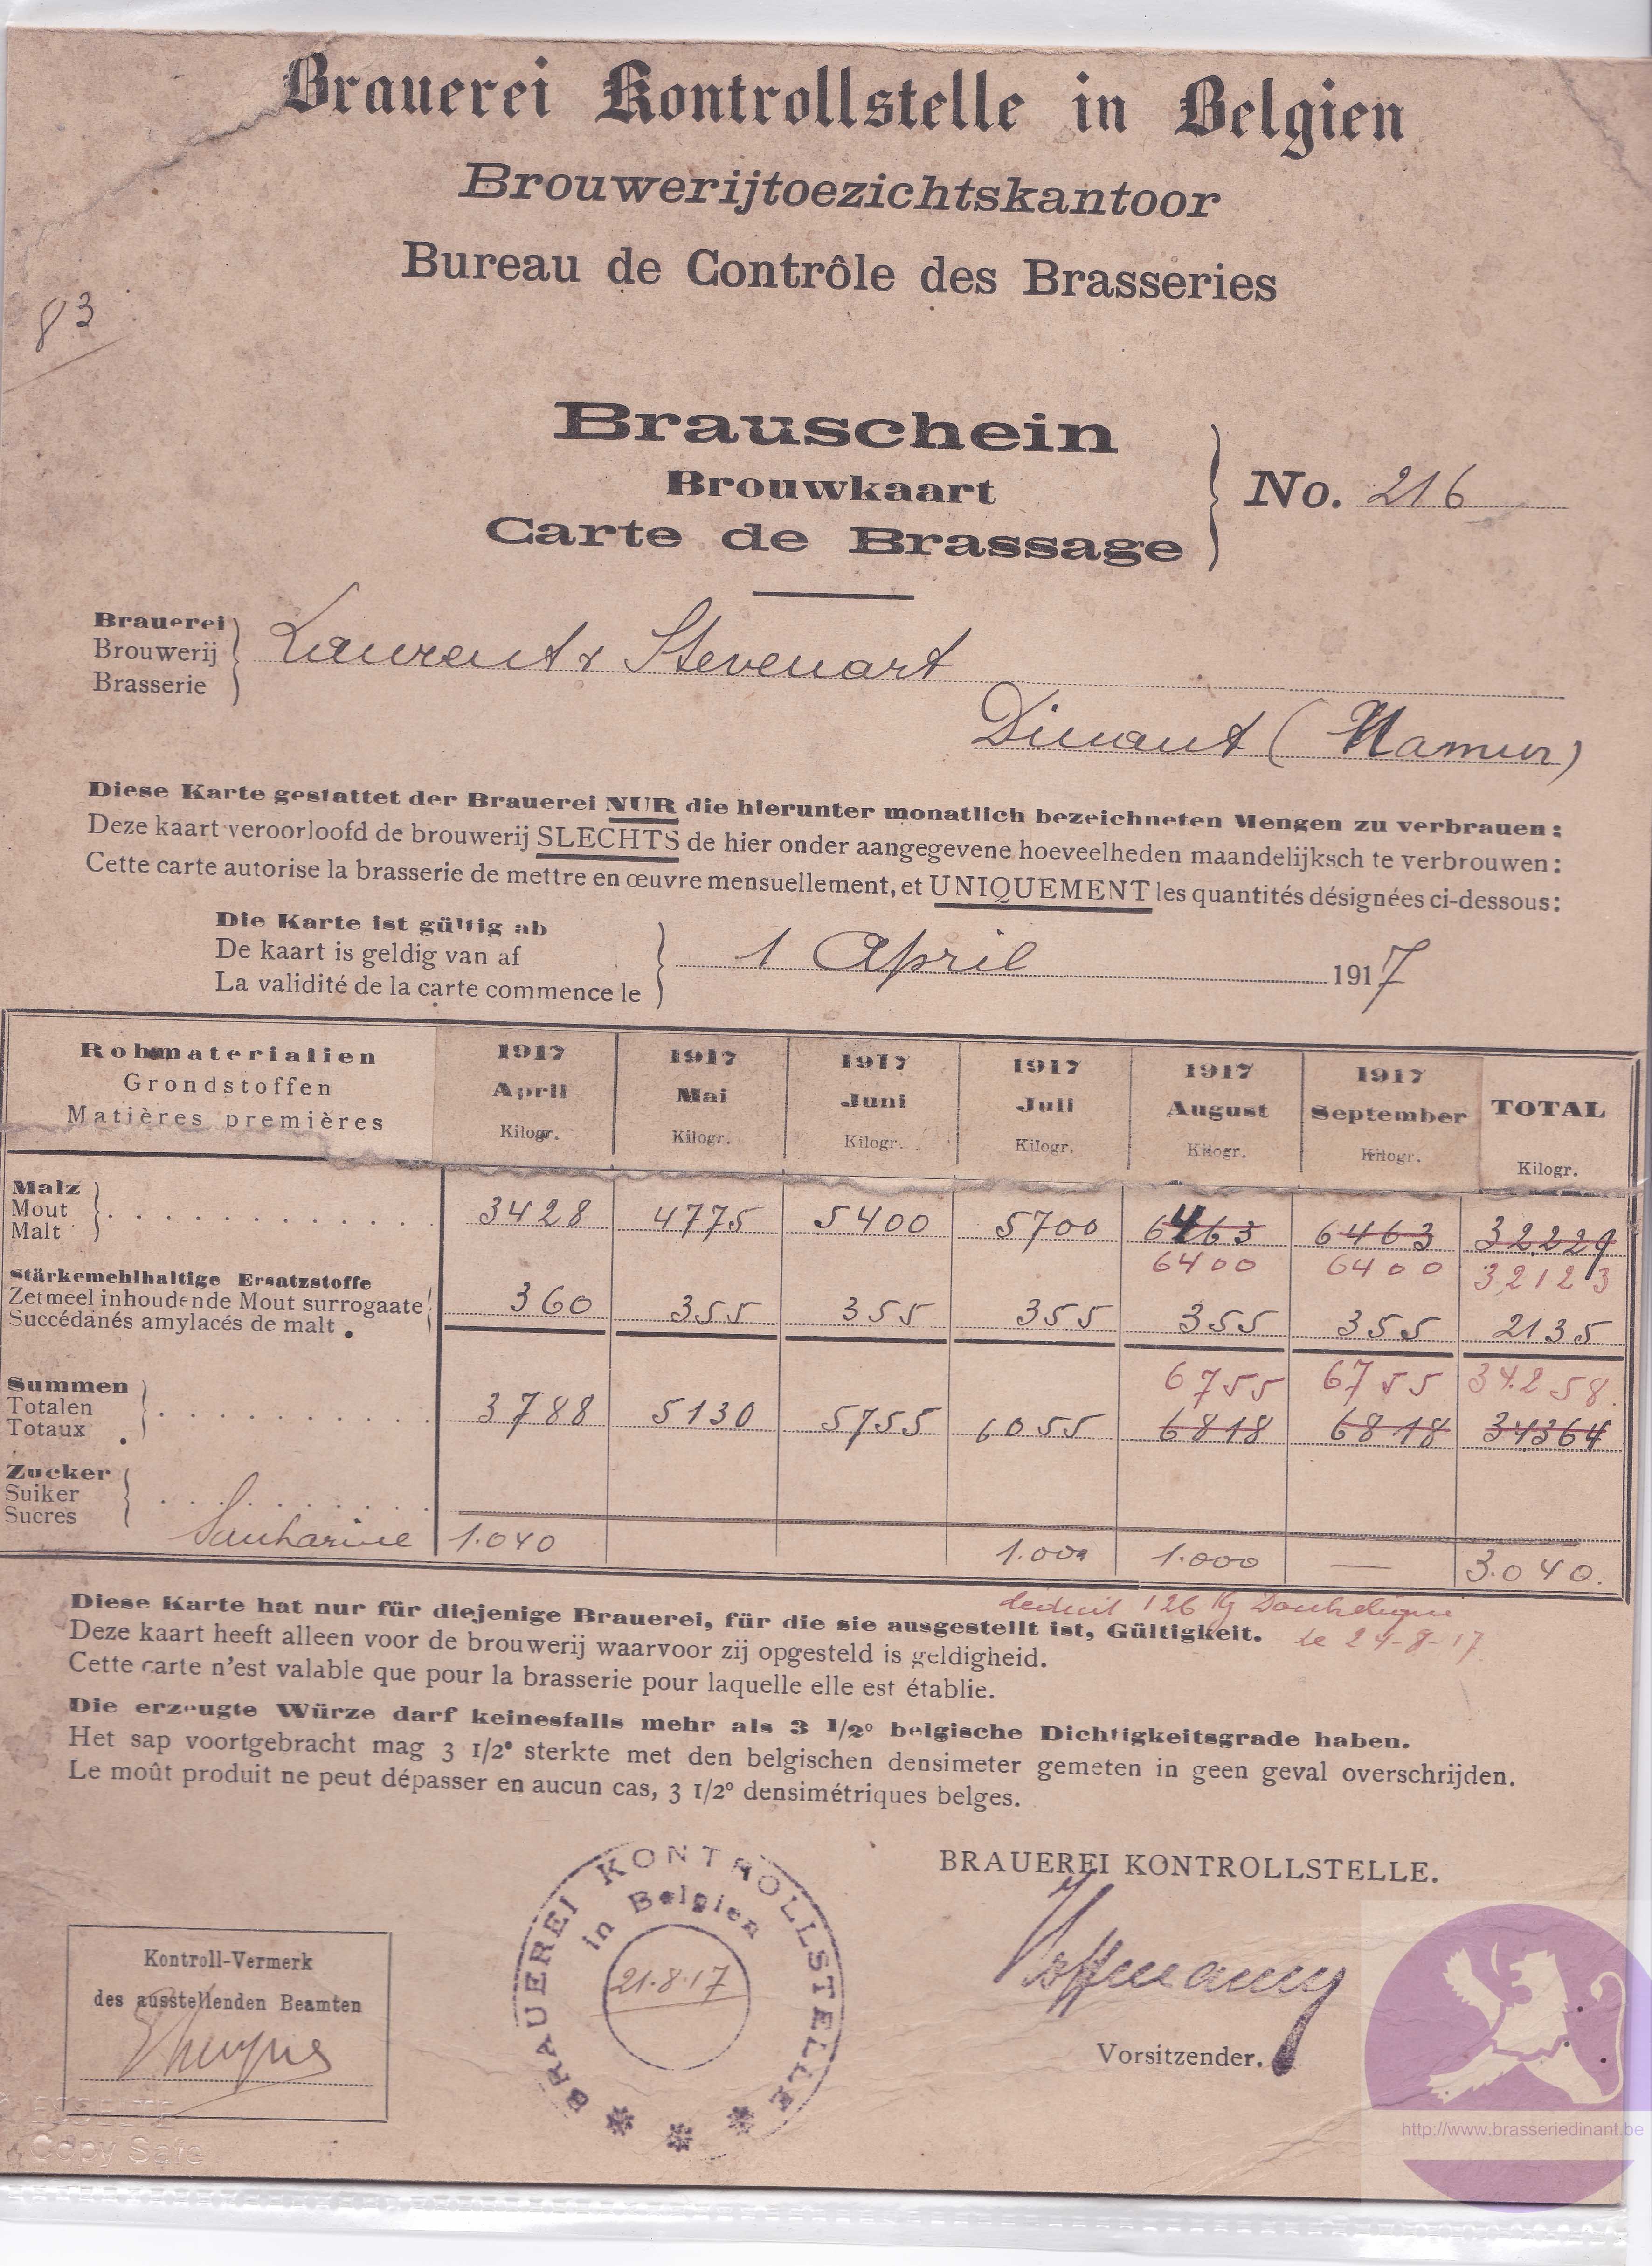 Brauerei Kontrollstelle in Belgien
Brouwerijtoezichtskantoor
Bureau de Contrôle des Brasseries
83
Brauschein
Brouwkaart
Carte de Brassage
No. 216
Brauerei
Brouwerij
Brasserie
Laurent & Stevenart
Dinant (Namur)
Diese Karte gestattet der Brauerei NUR die hierunter monatlich bezeichneten Mengen zu verbrauen:
Deze kaart veroorloofd de brouwerij SLECHTS de hier onder aangegevene hoeveelheden maandelijksch te verbrouwen:
Cette carte autorise la brasserie de mettre en œuvre mensuellement, et UNIQUEMENT les quantités désignées ci-dessous:
Die Karte ist gültig ab
De kaart is geldig van af
La validité de la carte commence le
1 April 1917
Rohmaterialien
Grondstoffen
Matières premières
1917 April Kilogr.
1917 Mai Kilogr.
1917 Juni Kilogr.
1917 Juli Kilogr.
1917 August Kilogr.
1917 September Kilogr.
TOTAL Kilogr.
Malz
Mout
Malt
3428 4775 5400 5700 6463 6463 32.229
6400 6400 32123
Stärkemehlhaltige Ersatzstoffe
Zetmeel inhoudende Mout surrogaate
Succédanés amylacés de malt.
360 355 355 355 355 355 2135
6755 6755 34.258.
Summen
Totalen
Totaux
3788 5130 5755 6055 6818 6818 34364
Zucker
Suiker
Sucres
1.040 1.000 1.000 — 3.040.
Diese Karte hat nur für diejenige Brauerei, für die sie ausgestellt ist, Gültigkeit.
126 Kg
le 24-8-17
Deze kaart heeft alleen voor de brouwerij waarvoor zij opgesteld is geldigheid.
Cette carte n'est valable que pour la brasserie pour laquelle elle est établie.
Die erzeugte Würze darf keinesfalls mehr als 3 1/2° belgische Dichtigkeitsgrade haben.
Het sap voortgebracht mag 3 1/2° sterkte met den belgischen densimeter gemeten in geen geval overschrijden.
Le moût produit ne peut dépasser en aucun cas, 3 1/2° densimétriques belges.
BRAUEREI KONTROLLSTELLE.
Vorsitzender.
BRAUEREI KONTROLLSTELLE
in Belgien
21.8.17
Kontroll-Vermerk
des ausstellenden Beamten
Copy Safe
http://www.brasseriedinant.be